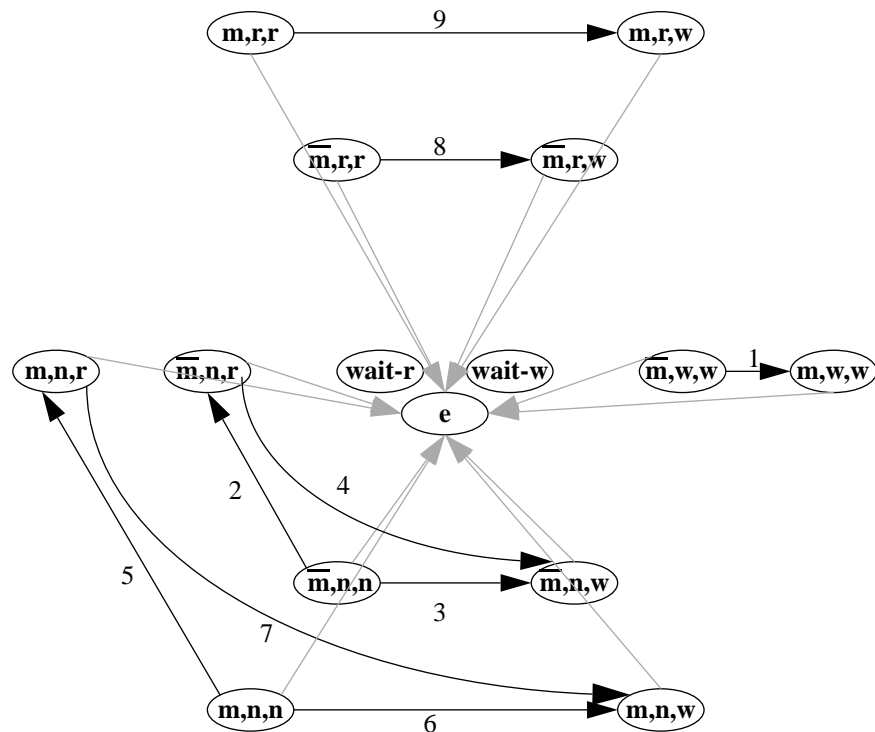 9
m,r,r
m,r,w
8
m̅,r,r
m̅,r,w
1
m,n,r
m̅,n,r
wait-r
wait-w
m̅,w,w
m,w,w
e
2
4
5
m̅,n,n
m̅,n,w
3
7
m,n,n
m,n,w
6